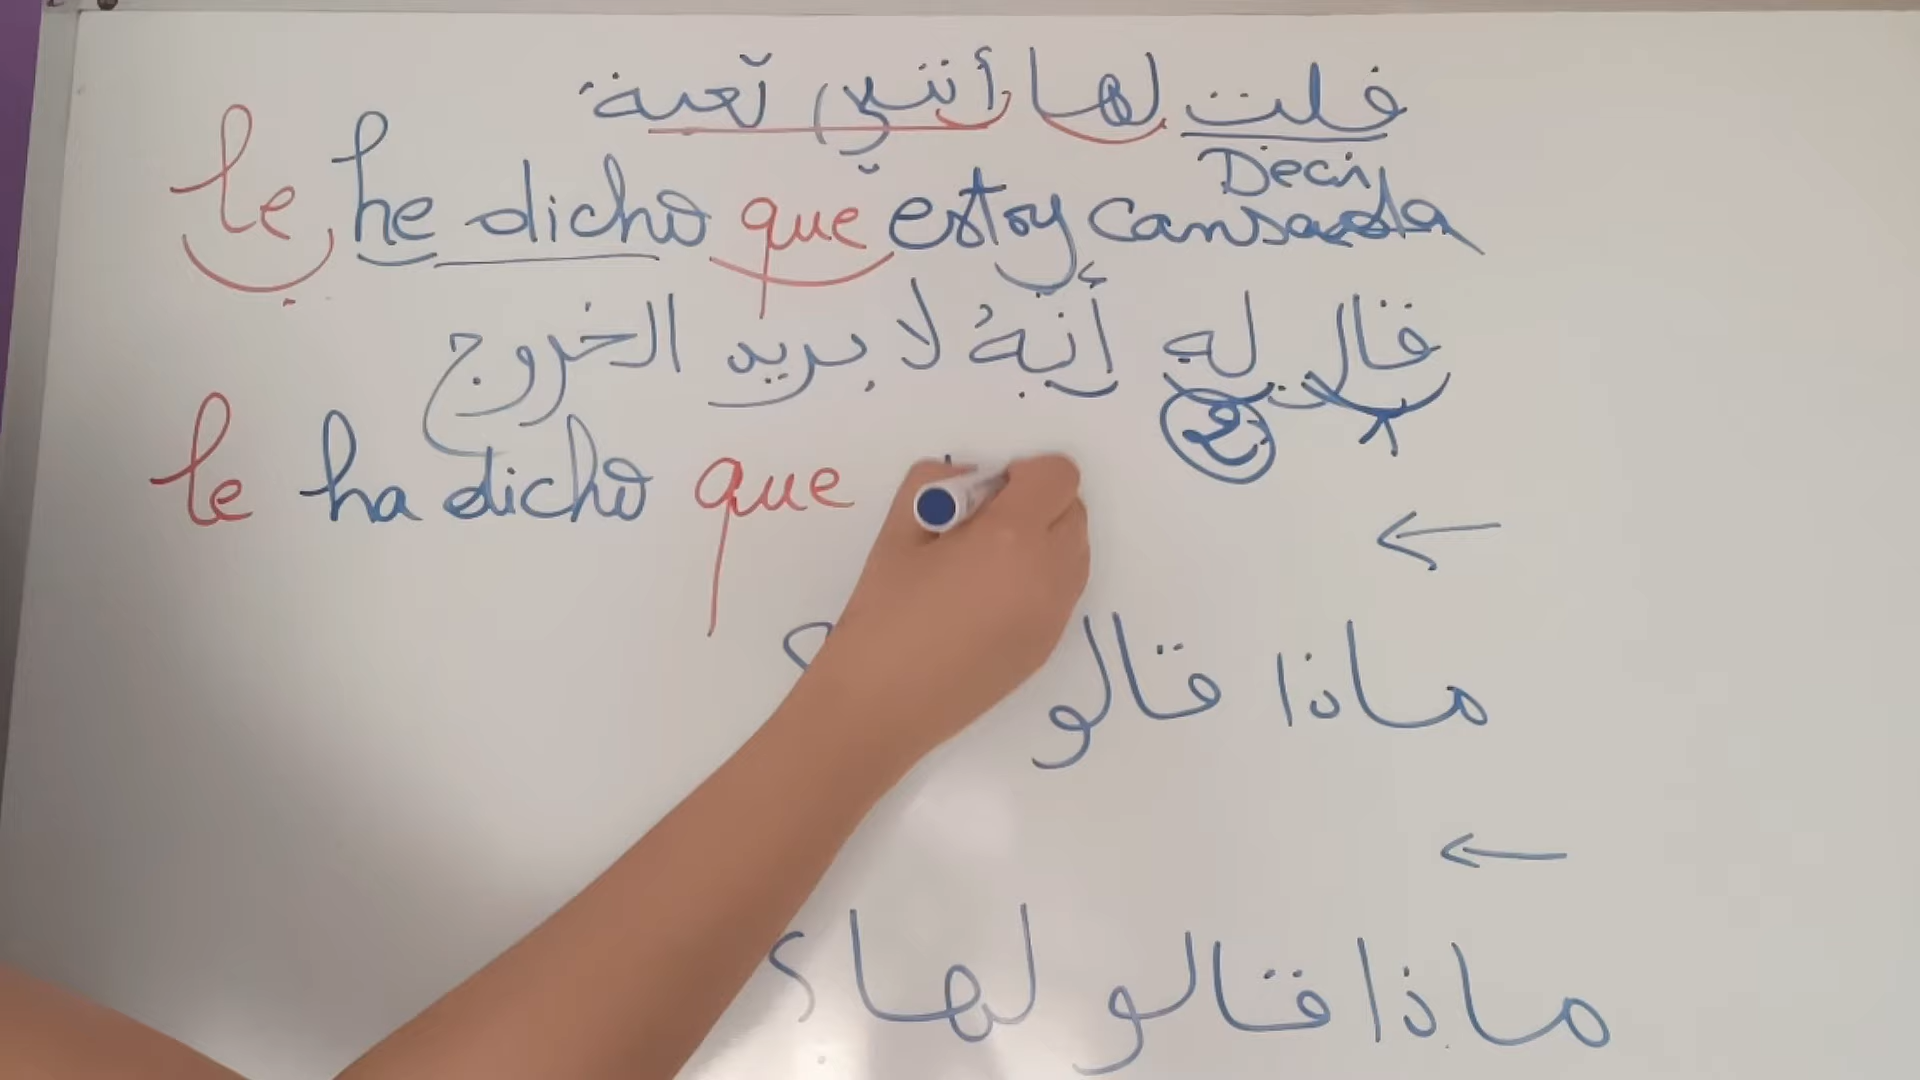 قلت لها أنني تعبة
Decir
le he dicho que estoy cansada
قال له أنهُ لا يريد الخروج
le ha dicho que
ماذا قالو ؟
ماذا قالو لها ؟